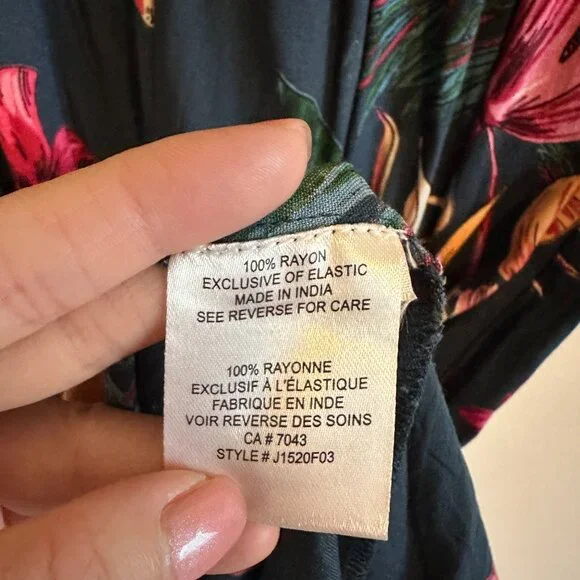 100% RAYON
EXCLUSIVE OF ELASTIC
MADE IN INDIA
SEE REVERSE FOR CARE
100% RAYONNE
EXCLUSIF À L'ÉLASTIQUE
FABRIQUE EN INDE
VOIR REVERSE DES SOINS
CA # 7043
STYLE# J1520F03